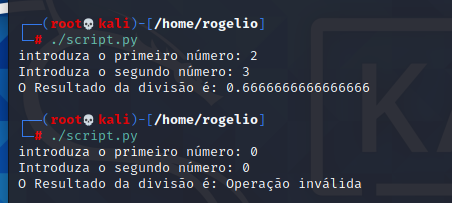 ┌──(root💀kali)-[/home/rogelio]
└─# ./script.py
introduza o primeiro número: 2
Introduza o segundo número: 3
O Resultado da divisão é: 0.6666666666666666
┌──(root💀kali)-[/home/rogelio]
└─# ./script.py
introduza o primeiro número: 0
Introduza o segundo número: 0
O Resultado da divisão é: Operação inválida